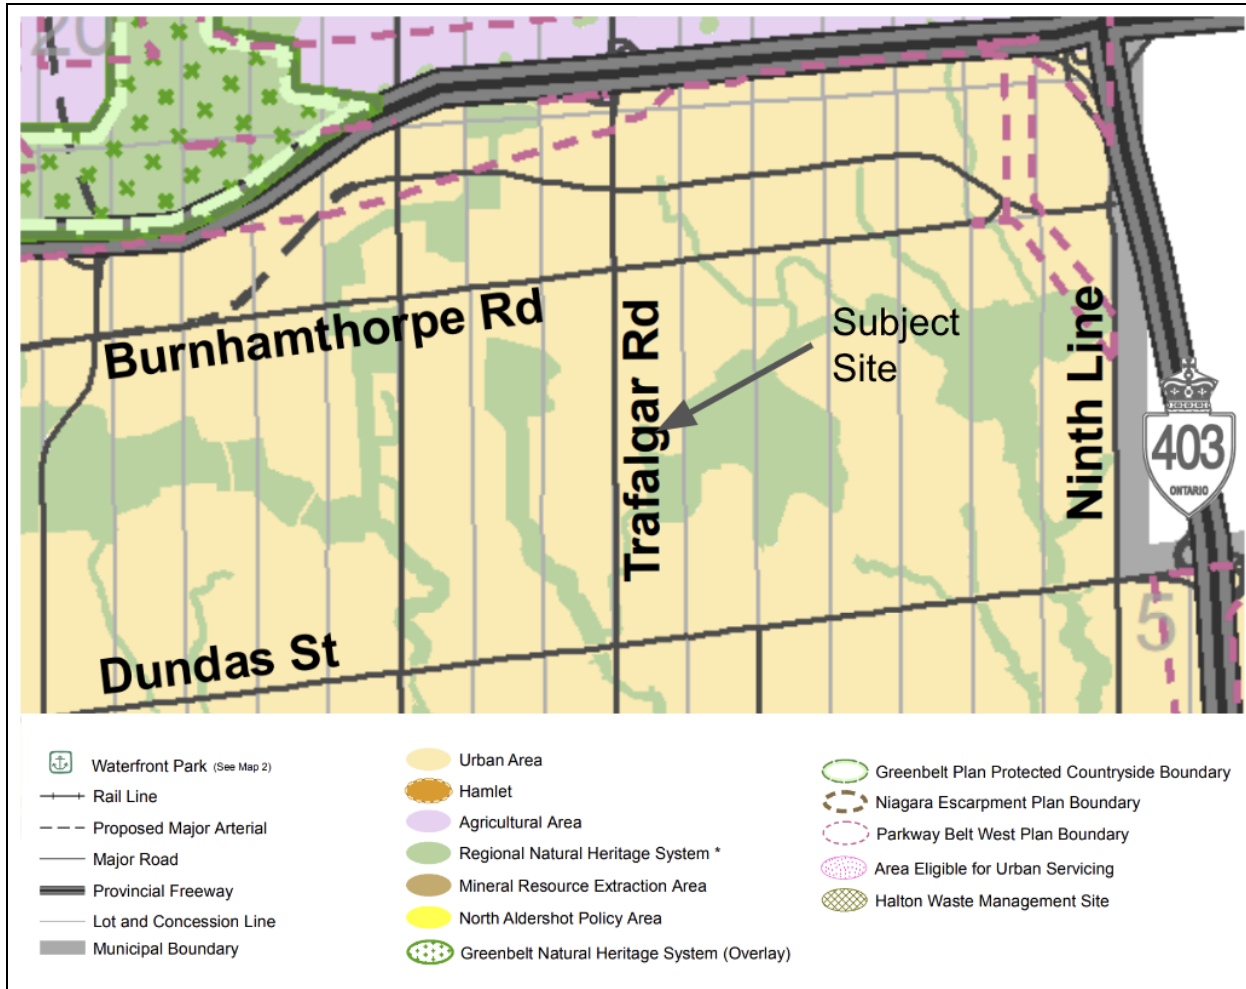 20
Burnhamthorpe Rd
Trafalgar Rd
Subject
Site
Ninth Line
403
ONTARIO
5
Dundas St
Waterfront Park (See Map 2)
Rail Line
Proposed Major Arterial
Major Road
Provincial Freeway
Lot and Concession Line
Municipal Boundary
Urban Area
Hamlet
Agricultural Area
Regional Natural Heritage System *
Mineral Resource Extraction Area
North Aldershot Policy Area
Greenbelt Natural Heritage System (Overlay)
Greenbelt Plan Protected Countryside Boundary
Niagara Escarpment Plan Boundary
Parkway Belt West Plan Boundary
Area Eligible for Urban Servicing
Halton Waste Management Site